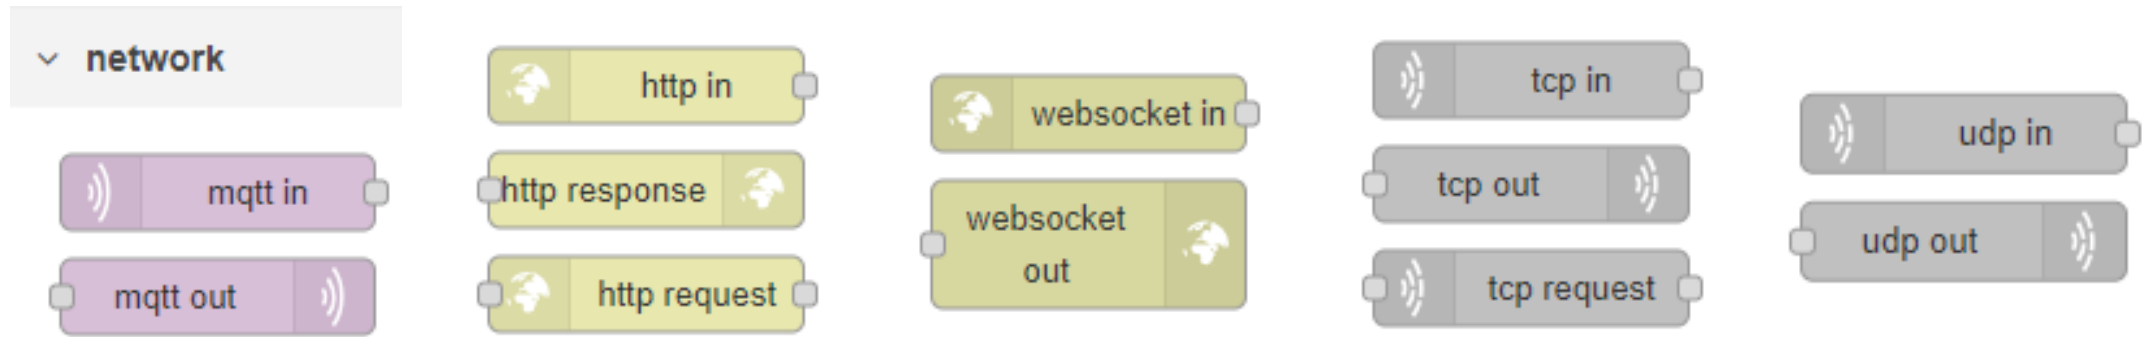 network
mqtt in
mqtt out
http in
http response
http request
websocket in
websocket
out
tcp in
tcp out
tcp request
udp in
udp out